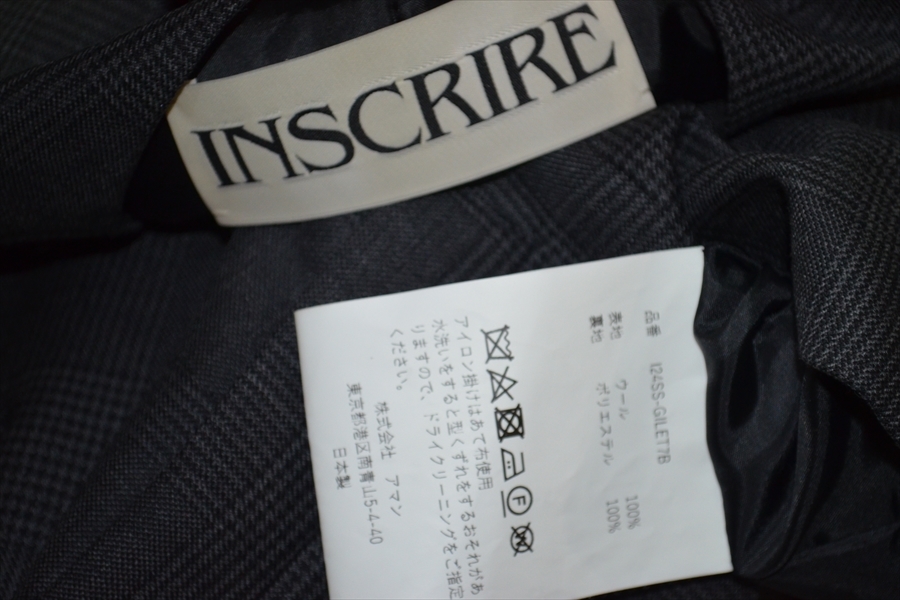 INSCRIRE
品番 I24SS-GILET7B
表地 ウール 100%
裏地 ポリエステル 100%
F
W
アイロン掛けはあて布使用
水洗いをすると型くずれをするおそれがあ
りますので、ドライクリーニングをご指定
ください。
株式会社 アマン
東京都港区南青山5-4-40
日本製